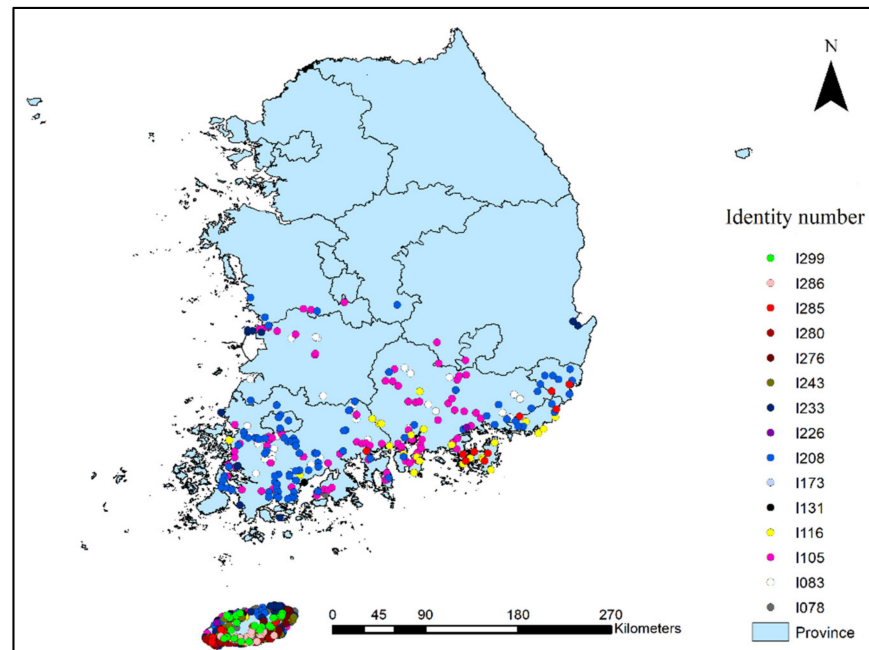 N
Identity number
I299
I286
I285
I280
I276
I243
I233
I226
I208
I173
I131
I116
I105
I083
I078
Province
0 45 90 180 270
Kilometers